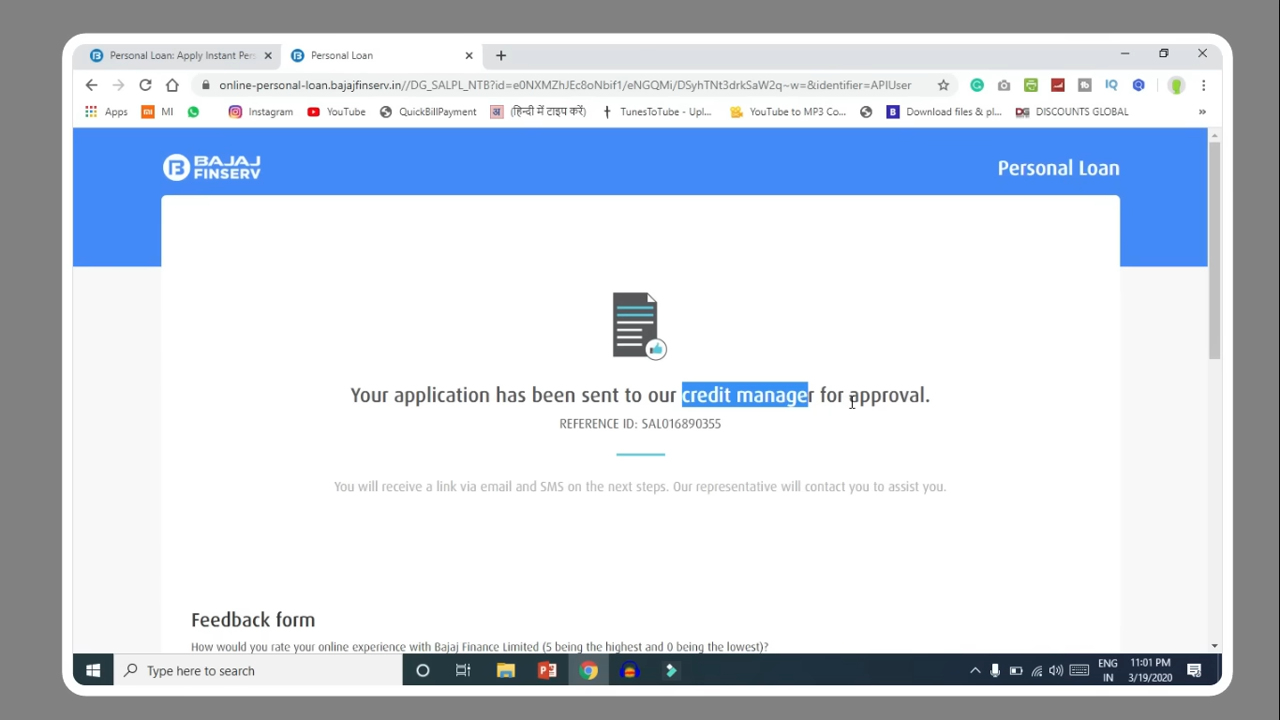 Personal Loan: Apply Instant Per
Personal Loan
online-personal-loan.bajajfinserv.in//DG_SALPL_NTB?id=e0NXMZhJEc8oNbif1/eNGQMi/DSyhTNt3drkSaW2q~w=&identifier=APIUser
Apps MI Instagram YouTube QuickBillPayment (हिन्दी में टाइप करें) TunesToTube - Upl... YouTube to MP3 Co... Download files & pl... DISCOUNTS GLOBAL »
BAJAJ
FINSERV
Personal Loan
Your application has been sent to our credit manager for approval.
REFERENCE ID: SAL016890355
You will receive a link via email and SMS on the next steps. Our representative will contact you to assist you.
Feedback form
How would you rate your online experience with Bajaj Finance Limited (5 being the highest and 0 being the lowest)?
Type here to search
ENG
IN
11:01 PM
3/19/2020